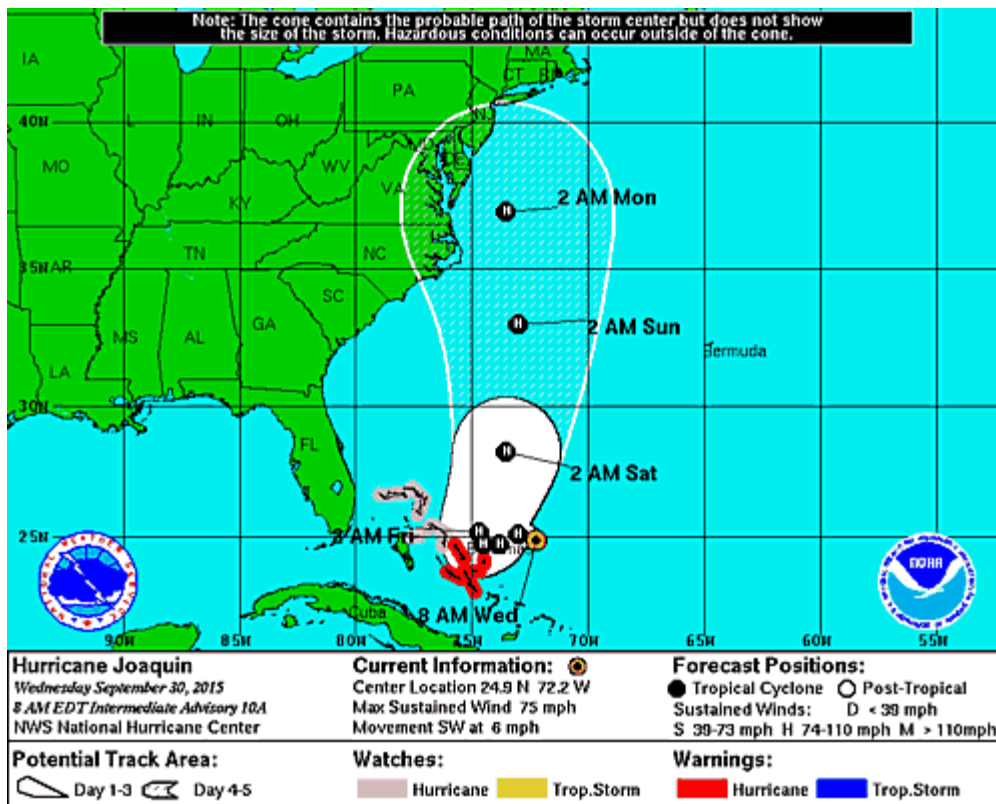 Note: The cone contains the probable path of the storm center but does not show
the size of the storm. Hazardous conditions can occur outside of the cone.
IA
MA
CT
RI
PA
NJ
40N
IL
IN
OH
MO
WV
DE
VA
KY
2 AM Mon
TN
NC
35N
AR
SC
2 AM Sun
MS
AL
GA
Bermuda
LA
30N
FL
2 AM Sat
25N
2 AM Fri
NOAA
Cuba
8 AM Wed
90W
85W
80W
75W
70W
65W
60W
55W
Hurricane Joaquin
Wednesday September 30, 2015
8 AM EDT Intermediate Advisory 10A
NWS National Hurricane Center
Current Information:
Center Location 24.9 N 72.2 W
Max Sustained Wind 75 mph
Movement SW at 6 mph
Forecast Positions:
Tropical Cyclone Post-Tropical
Sustained Winds: D < 39 mph
S 39-73 mph H 74-110 mph M > 110mph
Potential Track Area:
Day 1-3 Day 4-5
Watches:
Hurricane Trop.Storm
Warnings:
Hurricane Trop.Storm